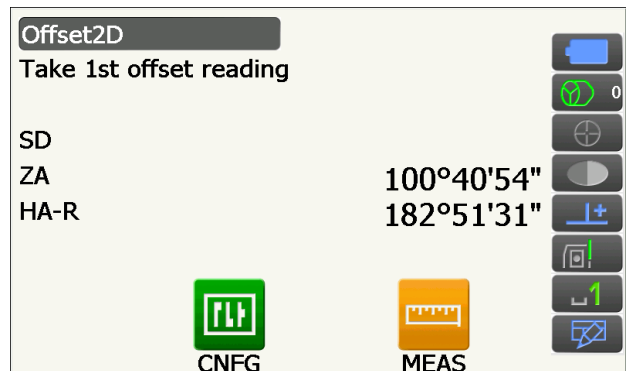 Offset2D
Take 1st offset reading
SD
ZA 100°40'54"
HA-R 182°51'31"
0
1
CNFG MEAS